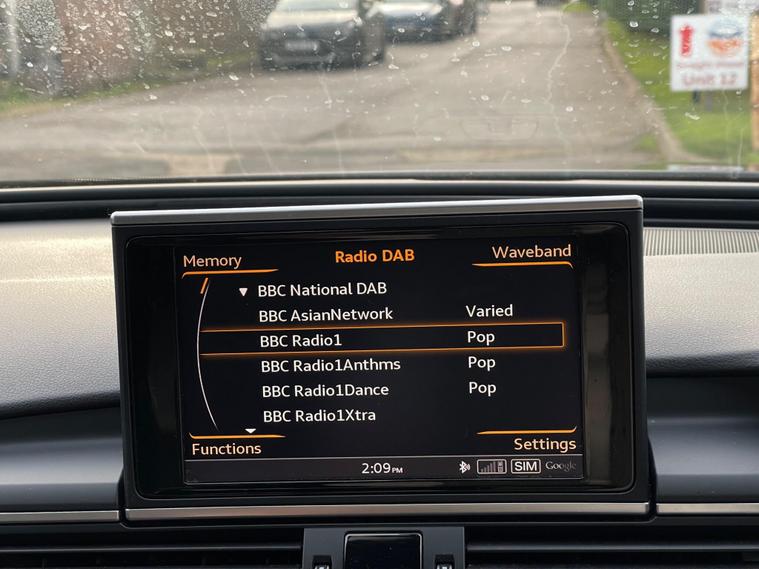 Unit 12
Memory
Radio DAB
Waveband
BBC National DAB
BBC AsianNetwork Varied
BBC Radio1 Pop
BBC Radio1Anthms Pop
BBC Radio1Dance Pop
BBC Radio1Xtra
Functions
Settings
2:09PM
SIM
Google